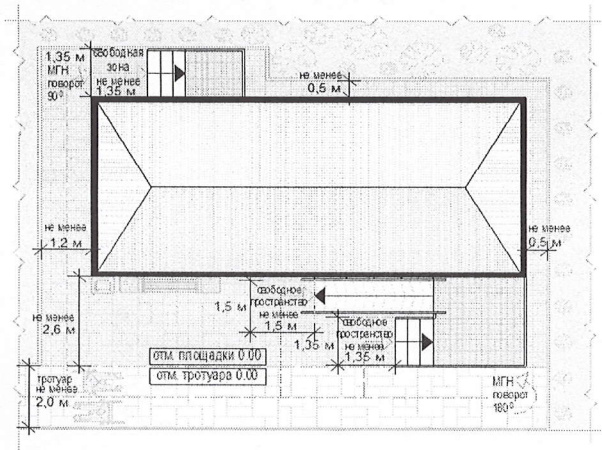 1,35 м
МГН
поворот
90°
свободная
зона
не менее
1,35 м
не менее
0,5 м
не менее
1,2 м
не менее
0,5 м
свободное
пространство
не менее
1,5 м
1,5 м
не менее
2,6 м
свободное
пространство
не менее
1,35 м
1,35 м
отм. площадки 0.00
отм. тротуара 0.00
тротуар
не менее
2,0 м
МГН
поворот
180°